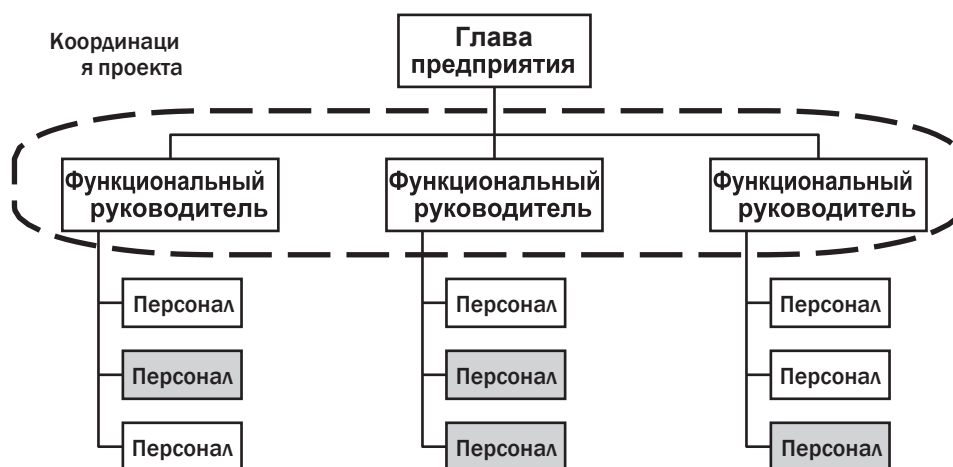 Координаци
я проекта
Глава
предприятия
Функциональный
руководитель
Функциональный
руководитель
Функциональный
руководитель
Персонал
Персонал
Персонал
Персонал
Персонал
Персонал
Персонал
Персонал
Персонал